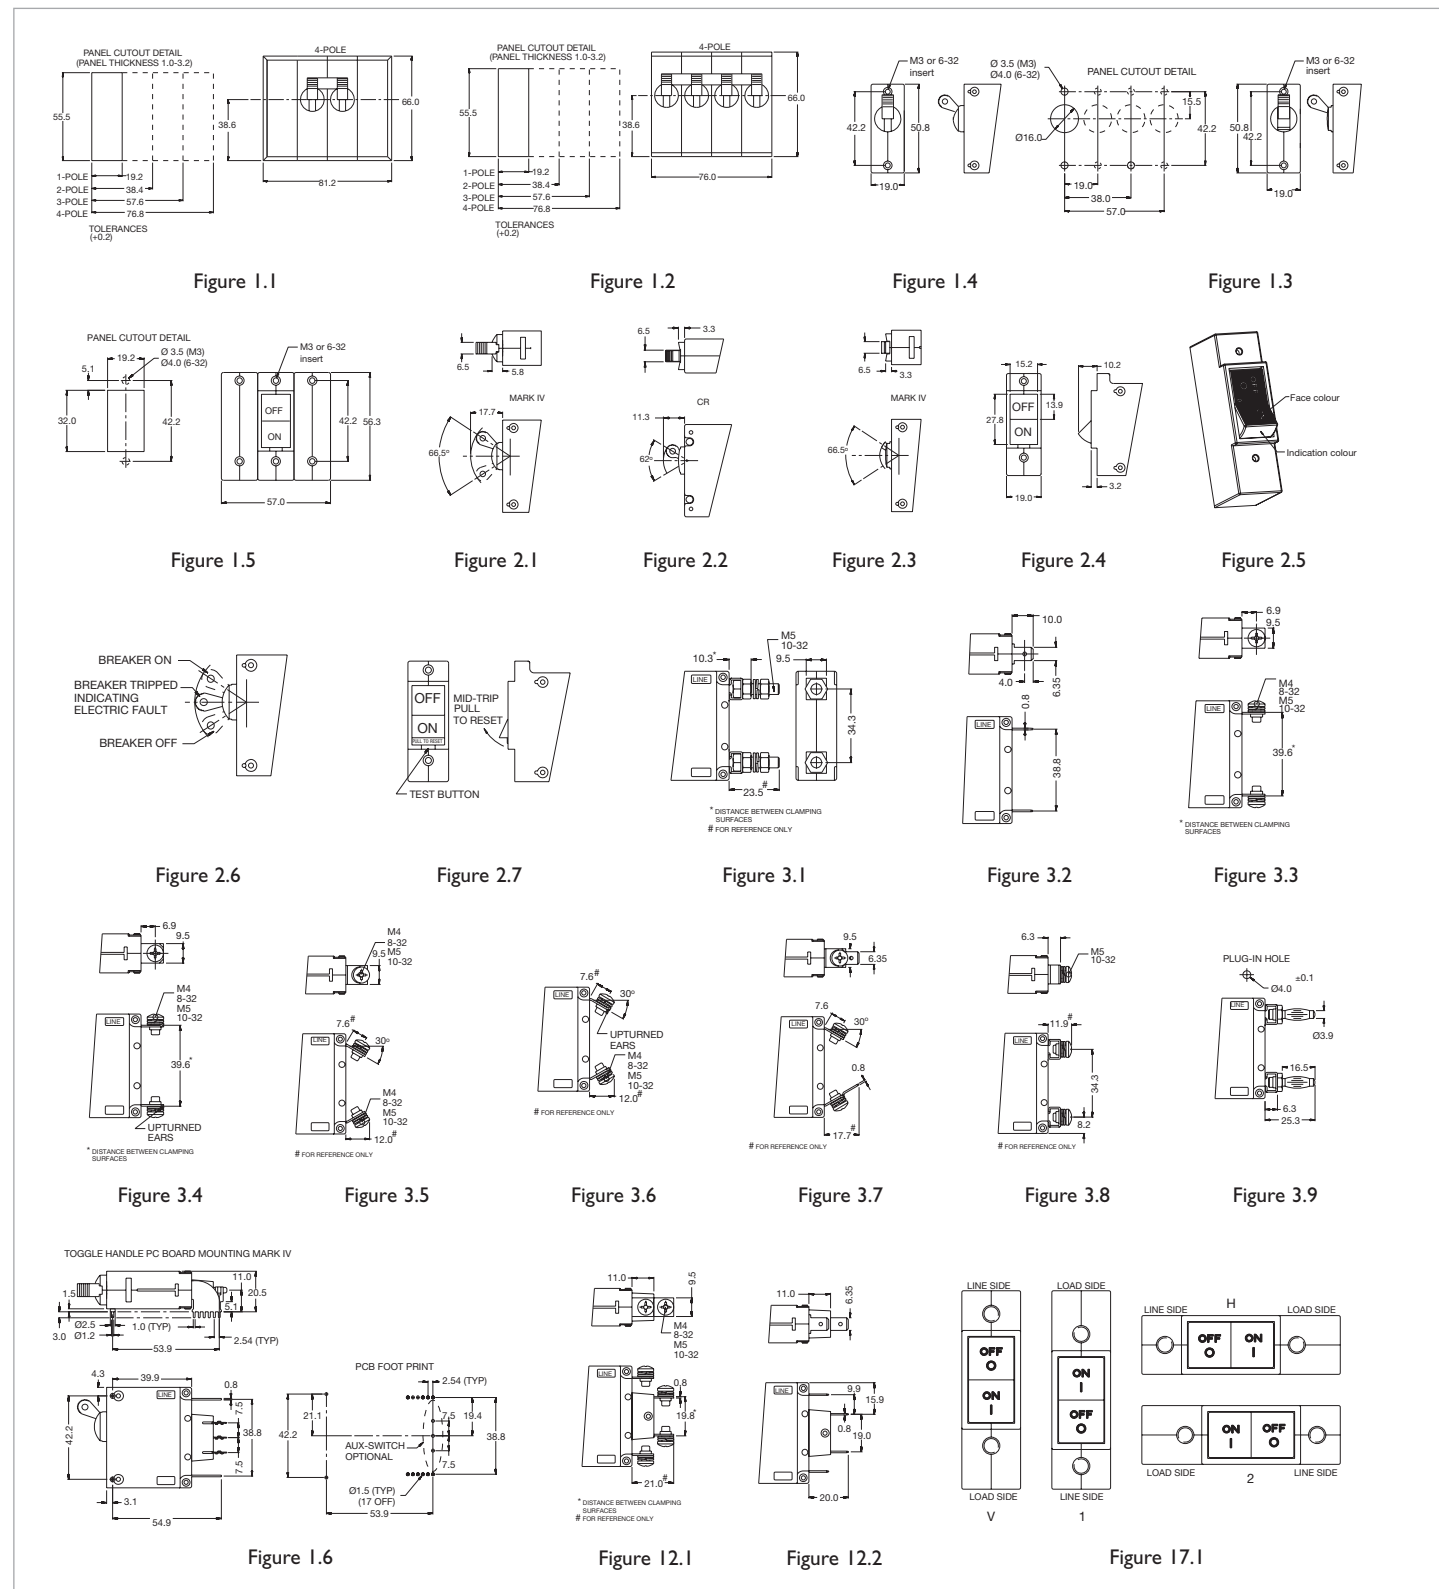 PANEL CUTOUT DETAIL
(PANEL THICKNESS 1.0-3.2)
4-POLE
55.5
38.6
66.0
1-POLE 19.2
2-POLE 38.4
3-POLE 57.6
4-POLE 76.8
81.2
TOLERANCES
(+0.2)
Figure 1.1
PANEL CUTOUT DETAIL
(PANEL THICKNESS 1.0-3.2)
4-POLE
55.5
38.6
66.0
1-POLE 19.2
2-POLE 38.4
3-POLE 57.6
4-POLE 76.8
76.0
TOLERANCES
(+0.2)
Figure 1.2
M3 or 6-32
insert
42.2
50.8
19.0
Figure 1.4
Ø 3.5 (M3)
Ø4.0 (6-32)
PANEL CUTOUT DETAIL
15.5
42.2
Ø16.0
19.0
38.0
57.0
M3 or 6-32
insert
50.8
42.2
19.0
Figure 1.3
PANEL CUTOUT DETAIL
19.2
Ø 3.5 (M3)
Ø4.0 (6-32)
5.1
32.0
42.2
M3 or 6-32
insert
OFF
ON
42.2
56.3
57.0
Figure 1.5
6.5
5.8
MARK IV
17.7
66.5º
Figure 2.1
6.5
3.3
CR
11.3
62º
Figure 2.2
6.5
3.3
MARK IV
66.5º
Figure 2.3
15.2
10.2
OFF
ON
27.8
13.9
19.0
3.2
Figure 2.4
Face colour
Indication colour
Figure 2.5
BREAKER ON
BREAKER TRIPPED
INDICATING
ELECTRIC FAULT
BREAKER OFF
Figure 2.6
OFF
ON
PULL TO RESET
MID-TRIP
PULL
TO RESET
TEST BUTTON
Figure 2.7
M5
10-32
10.3*
9.5
LINE
34.3
23.5#
* DISTANCE BETWEEN CLAMPING
SURFACES
# FOR REFERENCE ONLY
Figure 3.1
10.0
4.0
6.35
0.8
LINE
38.8
Figure 3.2
6.9
9.5
M4
8-32
M5
10-32
LINE
39.6*
* DISTANCE BETWEEN CLAMPING
SURFACES
Figure 3.3
6.9
9.5
M4
8-32
M5
10-32
LINE
39.6*
UPTURNED
EARS
* DISTANCE BETWEEN CLAMPING
SURFACES
Figure 3.4
M4
8-32
9.5 M5
10-32
7.6#
30º
LINE
M4
8-32
M5
10-32
12.0#
# FOR REFERENCE ONLY
Figure 3.5
7.6#
30º
LINE
UPTURNED
EARS
M4
8-32
M5
10-32
12.0#
# FOR REFERENCE ONLY
Figure 3.6
9.5
6.35
7.6
30º
LINE
0.8
17.7#
# FOR REFERENCE ONLY
Figure 3.7
6.3
M5
10-32
11.9#
LINE
34.3
8.2
# FOR REFERENCE ONLY
Figure 3.8
PLUG-IN HOLE
±0.1
Ø4.0
LINE
Ø3.9
16.5
6.3
25.3
Figure 3.9
TOGGLE HANDLE PC BOARD MOUNTING MARK IV
11.0
20.5
1.5
5.1
3.0
Ø2.5
Ø1.2
1.0 (TYP)
2.54 (TYP)
53.9
4.3
39.9
0.8
LINE
7.5
42.2
38.8
7.5
3.1
54.9
PCB FOOT PRINT
2.54 (TYP)
21.1
7.5
19.4
42.2
38.8
AUX-SWITCH
OPTIONAL
7.5
Ø1.5 (TYP)
(17 OFF)
53.9
Figure 1.6
11.0
9.5
M4
8-32
M5
10-32
LINE
0.8
19.8*
21.0#
* DISTANCE BETWEEN CLAMPING
SURFACES
# FOR REFERENCE ONLY
Figure 12.1
11.0
6.35
LINE
9.9
15.9
0.8
19.0
20.0
Figure 12.2
LINE SIDE
OFF
O
ON
I
LOAD SIDE
V
LOAD SIDE
ON
I
OFF
O
LINE SIDE
1
H
LINE SIDE
LOAD SIDE
OFF
O
ON
I
ON
I
OFF
O
LOAD SIDE
2
LINE SIDE
Figure 17.1